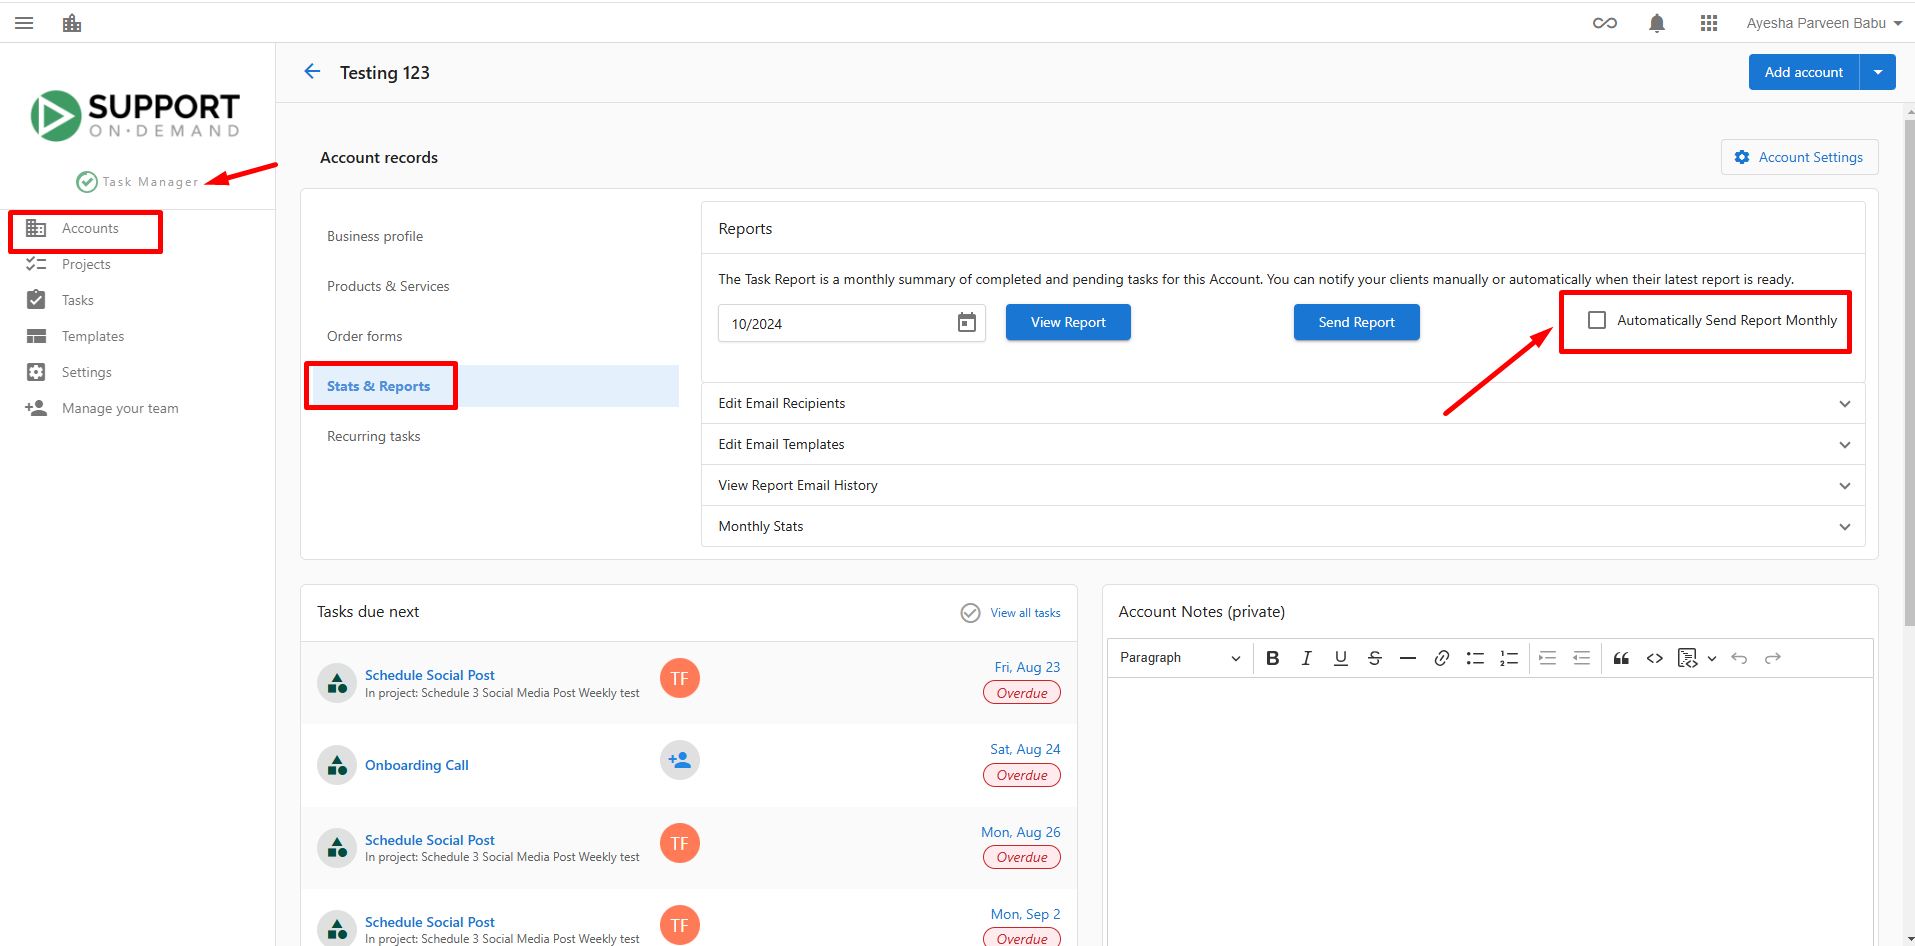 Ayesha Parveen Babu
Testing 123
Add account
SUPPORT
ON·DEMAND
Task Manager
Accounts
Projects
Tasks
Templates
Settings
Manage your team
Account records
Account Settings
Business profile
Products & Services
Order forms
Stats & Reports
Recurring tasks
Reports
The Task Report is a monthly summary of completed and pending tasks for this Account. You can notify your clients manually or automatically when their latest report is ready.
10/2024
View Report
Send Report
Automatically Send Report Monthly
Edit Email Recipients
Edit Email Templates
View Report Email History
Monthly Stats
Tasks due next
View all tasks
Schedule Social Post
In project: Schedule 3 Social Media Post Weekly test
TF
Fri, Aug 23
Overdue
Onboarding Call
Sat, Aug 24
Overdue
Schedule Social Post
In project: Schedule 3 Social Media Post Weekly test
TF
Mon, Aug 26
Overdue
Schedule Social Post
In project: Schedule 3 Social Media Post Weekly test
TF
Mon, Sep 2
Overdue
Account Notes (private)
Paragraph